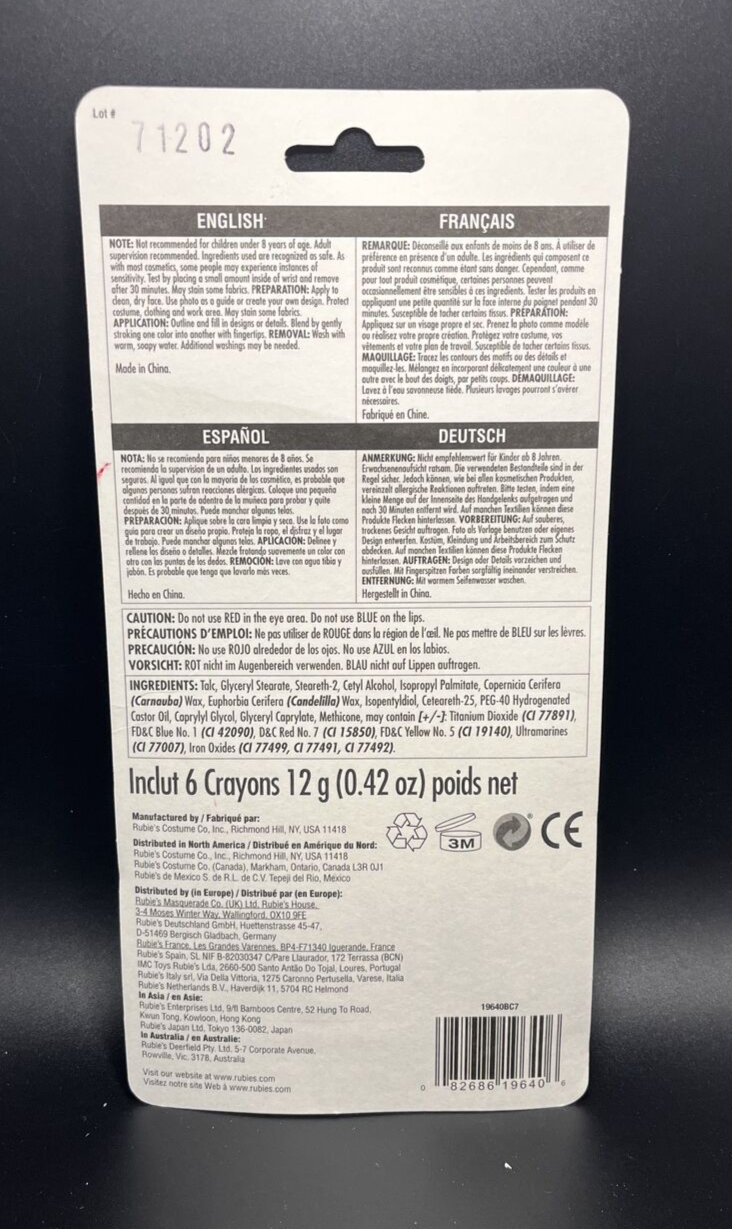 Lot #
71202
ENGLISH
NOTE: Not recommended for children under 8 years of age. Adult
supervision recommended. Ingredients used are recognized as safe. As
with most cosmetics, some people may experience instances of
sensitivity. Test by placing a small amount inside of wrist and remove
after 30 minutes. May stain some fabrics. PREPARATION: Apply to
clean, dry face. Use photo as a guide or create your own design. Protect
costume, clothing and work area. May stain some fabrics.
APPLICATION: Outline and fill in designs or details. Blend by gently
stroking one color into another with fingertips. REMOVAL: Wash with
warm, soapy water. Additional washings may be needed.
Made in China.
FRANÇAIS
REMARQUE: Déconseillé aux enfants de moins de 8 ans. À utiliser de
préférence en présence d'un adulte. Les ingrédients qui composent ce
produit sont reconnus comme étant sans danger. Cependant, comme
pour tout produit cosmétique, certaines personnes peuvent
occasionnellement être sensibles à ces ingredients. Tester les produits en
appliquant une petite quantité sur la face interne du poignet pendant 30
minutes. Susceptible de tacher certains tissus. PRÉPARATION:
Appliquez sur un visage propre et sec. Prenez la photo comme modèle
ou réalisez votre propre création. Protégez votre costume, vos
vêtements et votre plan de travail. Susceptible de tacher certains tissus.
MAQUILLAGE: Tracez les contours des motifs ou des détails et
maquillez-les. Mélangez en incorporant délicatement une couleur à une
autre avec le bout des doigts, par petits coups. DÉMAQUILLAGE:
Lavez à l'eau savonneuse tiède. Plusieurs lavages pourront s'avérer
nécessaires.
Fabriqué en Chine.
ESPAÑOL
NOTA: No se recomienda para niños menores de 8 años. Se
recomienda la supervision de un adulto. Los ingredientes usados son
seguros. Al igual que con la mayoria de los cosmético, es probable que
algunas personas sufran reacciones alérgicas. Coloque una pequeña
cantidad en la parte de adentro de la muñeca para probar y quite
después de 30 minutos. Puede manchar algunas telas.
PREPARACIÓN: Aplique sobre la cara limpia y seca. Use la foto como
guia para crear un diseño propio. Proteja la ropa, el disfraz y el lugar
de trabajo. Puede manchar algunas telas. APLICACIÓN: Delinee y
rellene los diseño o detalles. Mezcle frotando suavemente un color con
otro con las puntas de los dedos. REMOCIÓN: Lave con agua tibia y
jabón. Es probable que tenga que lavarlo más veces.
Hecho en China.
DEUTSCH
ANMERKUNG: Nicht empfehlenswert für Kinder ab 8 Jahren.
Erwachsenenaufsicht ratsam. Die verwendeten Bestandteile sind in der
Regel sicher. Jedoch können, wie bei allen kosmetischen Produkten,
vereinzelt allergische Reaktionen auftreten. Bitte testen, indem eine
kleine Menge auf der Innenseite des Handgelenks aufgetragen und
nach 30 Minuten entfernt wird. Auf manchen Textilien können diese
Produkte Flecken hinterlassen. VORBEREITUNG: Auf sauberes,
trockenes Gesicht auftragen. Foto als Vorlage benutzen oder eigenes
Design entwerfen. Kostüm, Kleindung und Arbeitsbereich zum Schutz
abdecken. Auf manchen Textilien können diese Produkte Flecken
hinterlassen. AUFTRAGEN: Design oder Details vorzeichen und
ausfüllen. Mit Fingerspitzen Farben sorgfältig ineinander verstreichen.
ENTFERNUNG: Mit warmem Seifenwasser waschen.
Hergestellt in China.
CAUTION: Do not use RED in the eye area. Do not use BLUE on the lips.
PRÉCAUTIONS D'EMPLOI: Ne pas utiliser de ROUGE dans la région de l'œil. Ne pas mettre de BLEU sur les lèvres.
PRECAUCIÓN: No use ROJO alrededor de los ojos. No use AZUL en los labios.
VORSICHT: ROT nicht im Augenbereich verwenden. BLAU nicht auf Lippen auftragen.
INGREDIENTS: Talc, Glyceryl Stearate, Steareth-2, Cetyl Alcohol, Isopropyl Palmitate, Copernicia Cerifera
(Carnauba) Wax, Euphorbia Cerifera (Candelilla) Wax, Isopentyldiol, Ceteareth-25, PEG-40 Hydrogenated
Castor Oil, Caprylyl Glycol, Glyceryl Caprylate, Methicone, may contain [+/-]: Titanium Dioxide (CI 77891),
FD&C Blue No. 1 (CI 42090), D&C Red No. 7 (CI 15850), FD&C Yellow No. 5 (CI 19140), Ultramarines
(CI 77007), Iron Oxides (CI 77499, CI 77491, CI 77492).
Inclut 6 Crayons 12 g (0.42 oz) poids net
Manufactured by / Fabriqué par:
Rubie's Costume Co, Inc., Richmond Hill, NY, USA 11418
Distributed in North America / Distribué en Amérique du Nord:
Rubie's Costume Co., Inc., Richmond Hill, NY, USA 11418
Rubie's Costume Co. (Canada), Markham, Ontario, Canada L3R 0J1
Rubie's de Mexico S. de R.L. de C.V. Tepeji del Rio, Mexico
3M
CE
Distributed by (in Europe) / Distribué par (en Europe):
Rubie's Masquerade Co. (UK) Ltd, Rubie's House,
3-4 Moses Winter Way, Wallingford, OX10 9FE
Rubie's Deutschland GmbH, Huettenstrasse 45-47,
D-51469 Bergisch Gladbach, Germany
Rubie's France, Les Grandes Varennes, BP4-F71340 Iguerande, France
Rubie's Spain, SL NIF B-82030347 C/Pare Llaurador, 172 Terrassa (BCN)
IMC Toys Rubie's Lda, 2660-500 Santo Antão Do Tojal, Loures, Portugal
Rubie's Italy srl, Via Della Vittoria, 1275 Caronno Pertusella, Varese, Italia
Rubie's Netherlands B.V., Haverdijk 11, 5704 RC Helmond
In Asia / en Asie:
Rubie's Enterprises Ltd, 9/fl Bamboos Centre, 52 Hung To Road,
Kwun Tong, Kowloon, Hong Kong
Rubie's Japan Ltd, Tokyo 136-0082, Japan
In Australia / en Australie:
Rubie's Deerfield Pty. Ltd. 5-7 Corporate Avenue,
Rowville, Vic. 3178, Australia
Visit our website at www.rubies.com
Visitez notre site Web à www.rubies.com
19640BC7
0 82686 19640 6